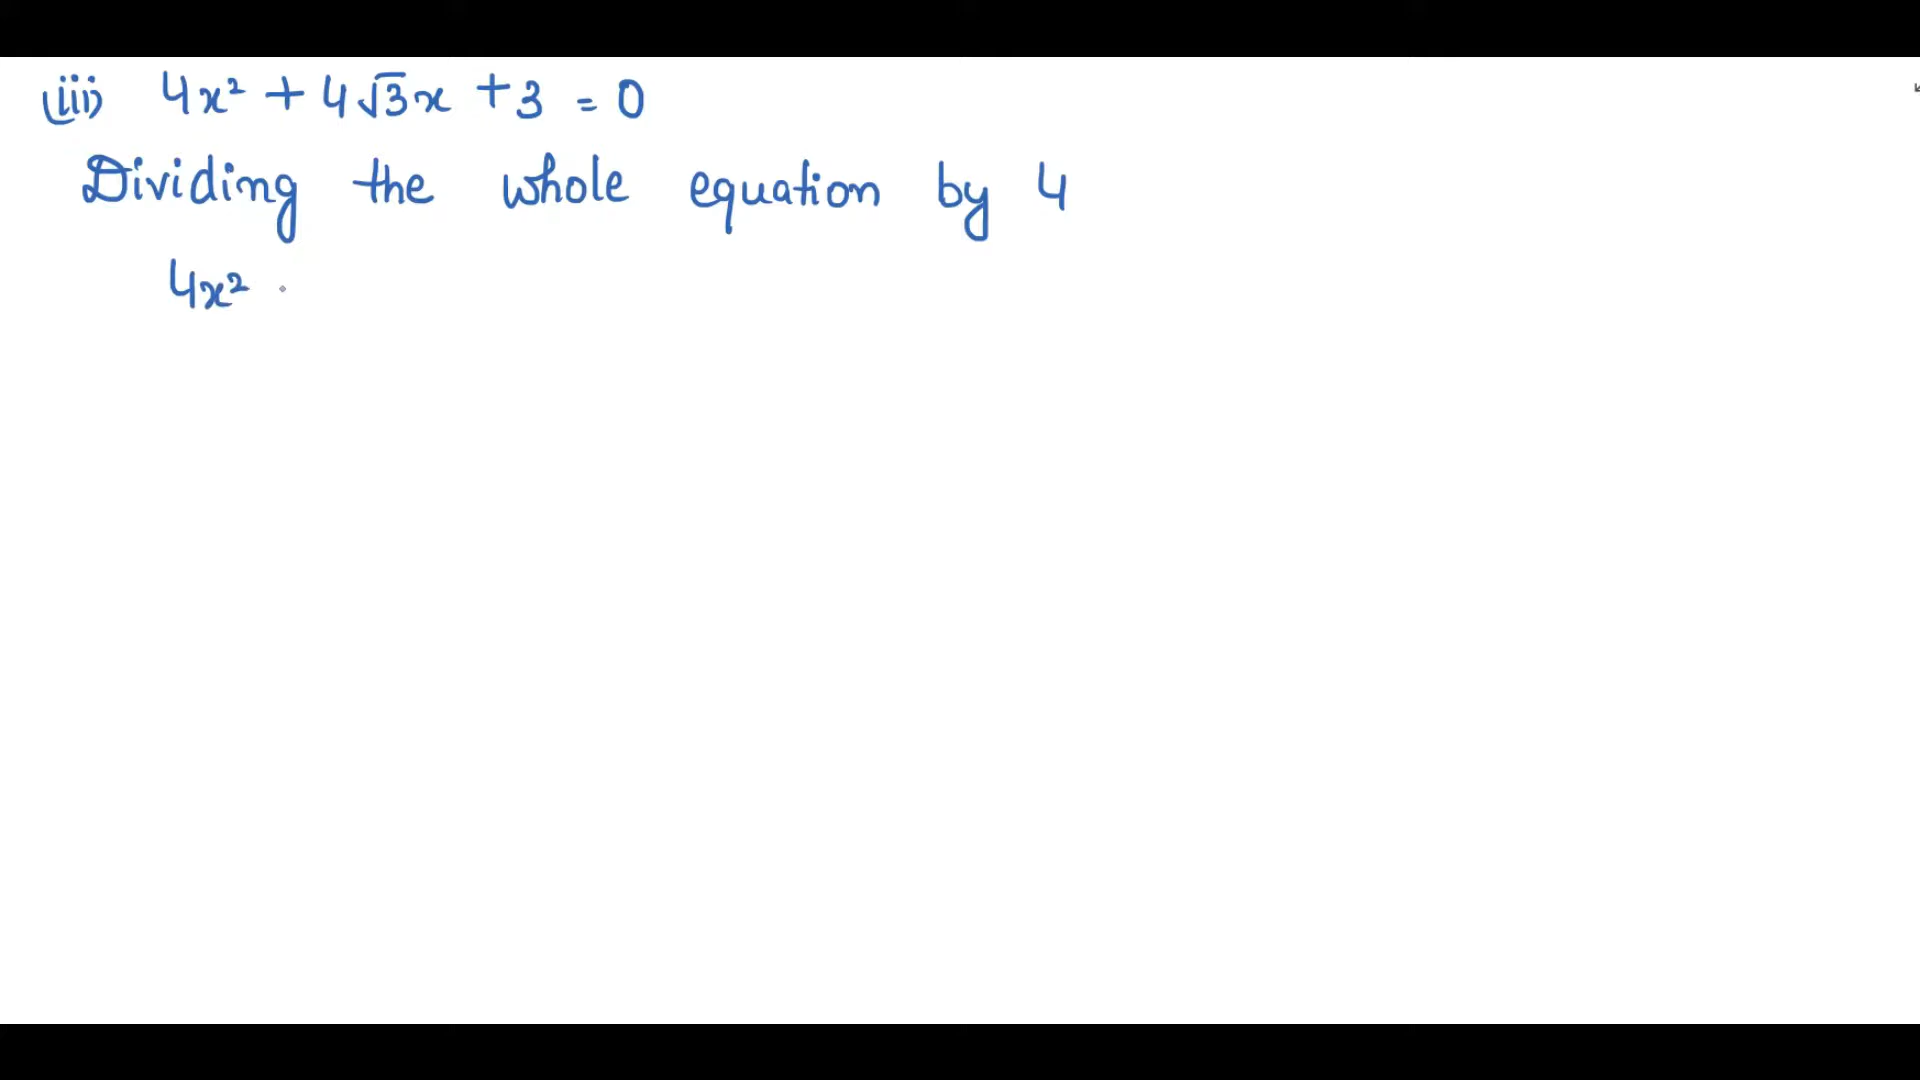 (iii) 4x² + 4√3x + 3 = 0
Dividing the whole equation by 4
4x²